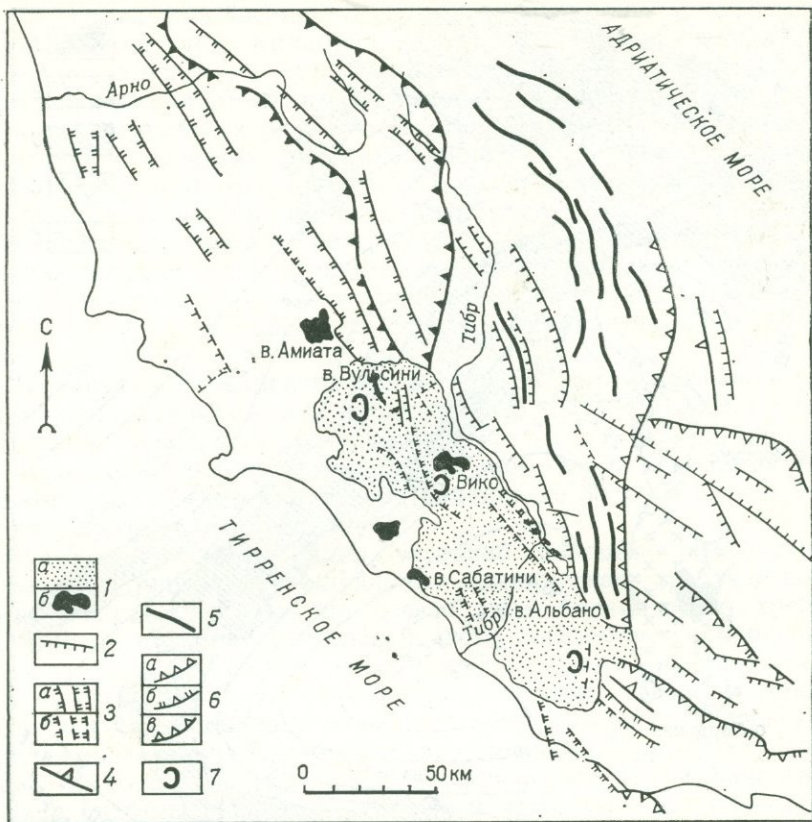 АДРИАТИЧЕСКОЕ МОРЕ
Арно
С
Тибр
в. Амиата
в. Вульсини
Вико
в. Сабатини
в. Альбано
Тибр
ТИРРЕНСКОЕ МОРЕ
а
б
1
2
а
б
3
4
5
а
б
в
6
7
0 50 км